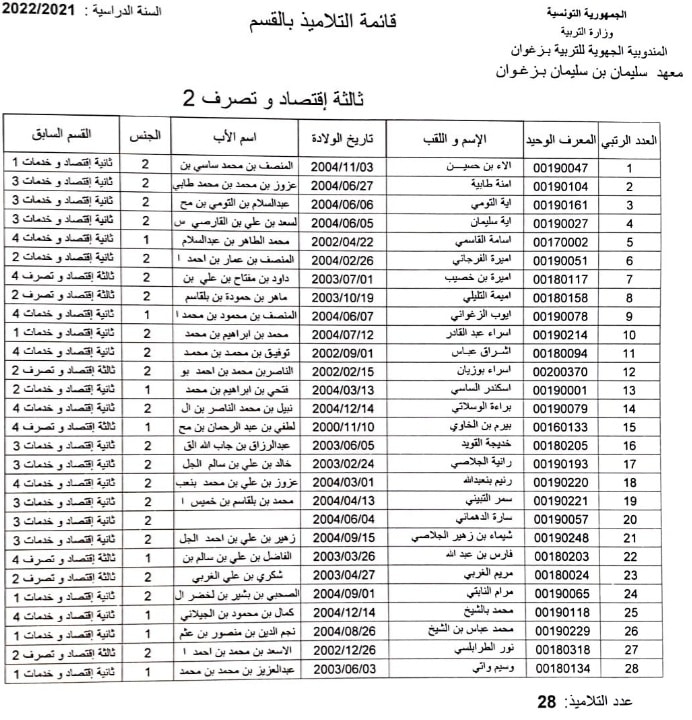 الجمهورية التونسية
وزارة التربية
المندوبية الجهوية للتربية بزغوان
معهد سليمان بن سليمان بزغوان
قائمة التلاميذ بالقسم
السنة الدراسية : 2022/2021
ثالثة إقتصاد و تصرف 2
العدد الرتبي المعرف الوحيد الإسم و اللقب تاريخ الولادة اسم الأب الجنس القسم السابق
1 00190047 الاء بن حسيـــن 2004/11/03 المنصف بن محمد ساسي بن 2 ثانية إقتصاد و خدمات 1
2 00190104 امنة طابية 2004/06/27 عزوز بن محمد بن محمد طابي 2 ثانية إقتصاد و خدمات 3
3 00190161 اية التومي 2004/06/06 عبدالسلام بن التومي بن مح 2 ثانية إقتصاد و خدمات 3
4 00190027 اية سليمان 2004/06/05 لسعد بن علي بن القارصي س 2 ثانية إقتصاد و خدمات 3
5 00170002 اسامة القاسمي 2002/04/22 محمد الطاهر بن عبدالسلام 1 ثانية إقتصاد و خدمات 4
6 00190051 اميرة الفرجاني 2004/02/26 المنصف بن عمار بن احمد ا 2 ثانية إقتصاد و خدمات 2
7 00180117 اميرة بن خصيب 2003/07/01 داود بن مفتاح بن علي بن 2 ثالثة إقتصاد و تصرف 4
8 00180158 اميمة التليلي 2003/10/19 ماهر بن حمودة بن بلقاسم 2 ثالثة إقتصاد و تصرف 2
9 00190078 ايوب الزغواني 2004/06/07 المنصف بن محمود بن محمد ا 1 ثانية إقتصاد و خدمات 4
10 00190214 اسراء عبد القادر 2004/07/12 محمد بن ابراهيم بن محمد 2 ثانية إقتصاد و خدمات 1
11 00180094 اشراق عباس 2002/09/01 توفيق بن محمد بن محمد 2 ثانية إقتصاد و خدمات 4
12 00200370 اسراء بوزيان 2002/02/15 الناصربن محمد بن احمد بو 2 ثالثة إقتصاد و تصرف 2
13 00190001 اسكندر الساسي 2004/03/13 فتحي بن ابراهيم بن محمد 1 ثانية إقتصاد و خدمات 2
14 00190079 براءة الوسلاتي 2004/12/14 نبيل بن محمد الناصر بن ال 2 ثانية إقتصاد و خدمات 4
15 00160133 بيرم بن الخاوي 2000/11/10 لطفي بن عبد الرحمان بن مح 1 ثالثة إقتصاد و تصرف 4
16 00180205 خديجة القويد 2003/06/05 عبدالرزاق بن جاب الله الق 2 ثانية إقتصاد و خدمات 3
17 00190193 رانية الجلاصي 2003/02/24 خالد بن علي بن سالم الجل 2 ثانية إقتصاد و خدمات 3
18 00190220 رنيم بنعبدالله 2004/03/01 عزوز بن علي بن محمد بنعب 2 ثانية إقتصاد و خدمات 4
19 00190221 سمر التبيني 2004/04/13 محمد بن بلقاسم بن خميس ا 2 ثانية إقتصاد و خدمات 3
20 00190057 سارة الدهماني 2004/06/04 2 ثانية إقتصاد و خدمات 3
21 00190248 شيماء بن زهير الجلاصي 2004/09/15 زهير بن علي بن احمد الجل 2 ثانية إقتصاد و خدمات 3
22 00180203 فارس بن عبد الله 2003/03/26 الفاضل بن علي بن سالم بن 1 ثالثة إقتصاد و تصرف 4
23 00180024 مريم الغربي 2003/04/27 شكري بن علي الغربي 2 ثالثة إقتصاد و تصرف 2
24 00190065 مرام النابتي 2004/09/01 الصحبي بن بشير بن لخضر ال 2 ثانية إقتصاد و خدمات 1
25 00190118 محمد بالشيخ 2004/12/14 كمال بن محمود بن الجيلاني 1 ثانية إقتصاد و خدمات 4
26 00190229 محمد عباس بن الشيخ 2004/08/26 نجم الدين بن منصور بن عثم 1 ثانية إقتصاد و خدمات 1
27 00180318 نور الطرابلسي 2002/12/26 الاسعد بن محمد بن احمد ا 2 ثالثة إقتصاد و تصرف 2
28 00180134 وسيم واتي 2003/06/03 عبدالعزيز بن محمد بن محمد 1 ثانية إقتصاد و خدمات 1
عدد التلاميذ: 28